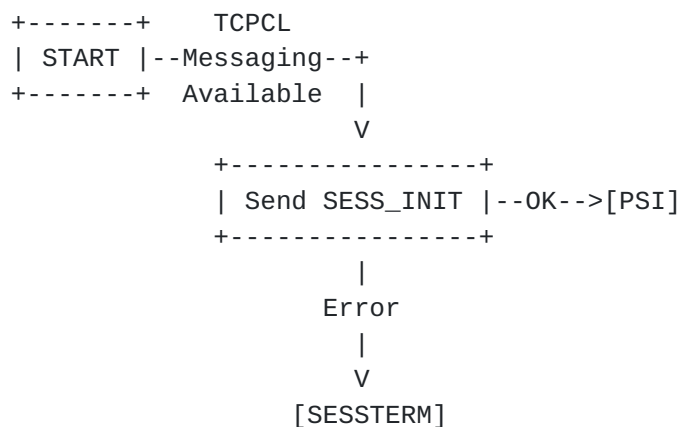 +-------+    TCPCL
| START |--Messaging--+
+-------+  Available  |
                      V
             +----------------+
             | Send SESS_INIT |--OK-->[PSI]
             +----------------+
                      |
                    Error
                      |
                      V
                  [SESSTERM]